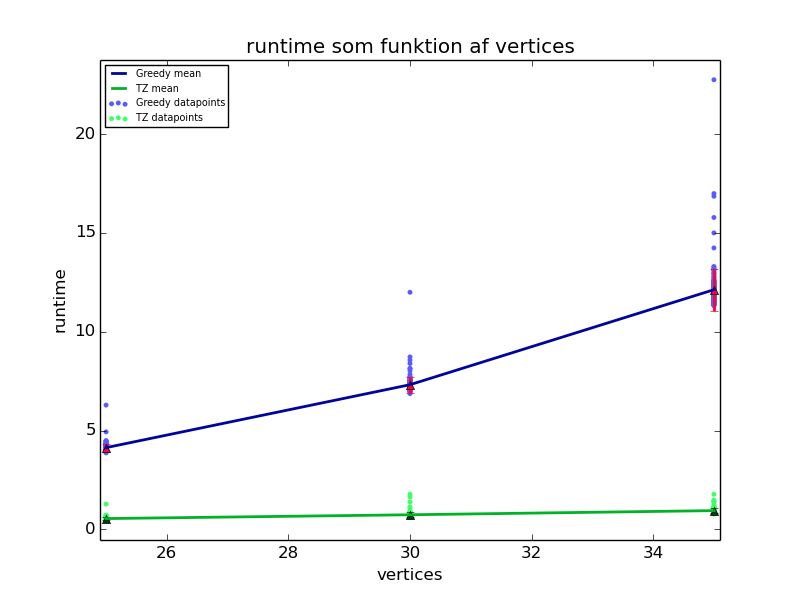 runtime som funktion af vertices
Greedy mean
TZ mean
Greedy datapoints
TZ datapoints
20
15
10
5
0
runtime
26 28 30 32 34
vertices